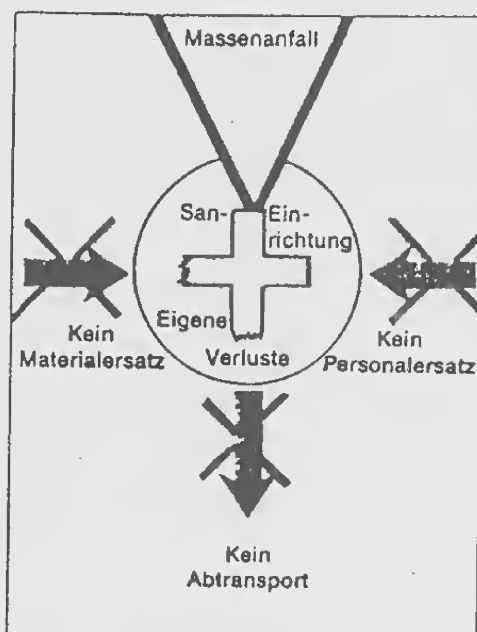 Massenanfall
San- Ein-
richtung
Eigene
Verluste
Kein
Materialersatz
Kein
Personalersatz
Kein
Abtransport